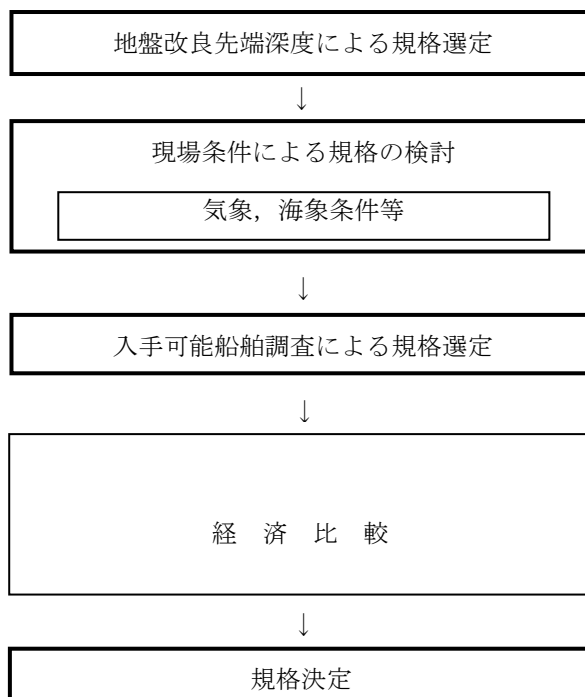 地盤改良先端深度による規格選定
↓
現場条件による規格の検討
気象，海象条件等
↓
入手可能船舶調査による規格選定
↓
経　済　比　較
↓
規格決定